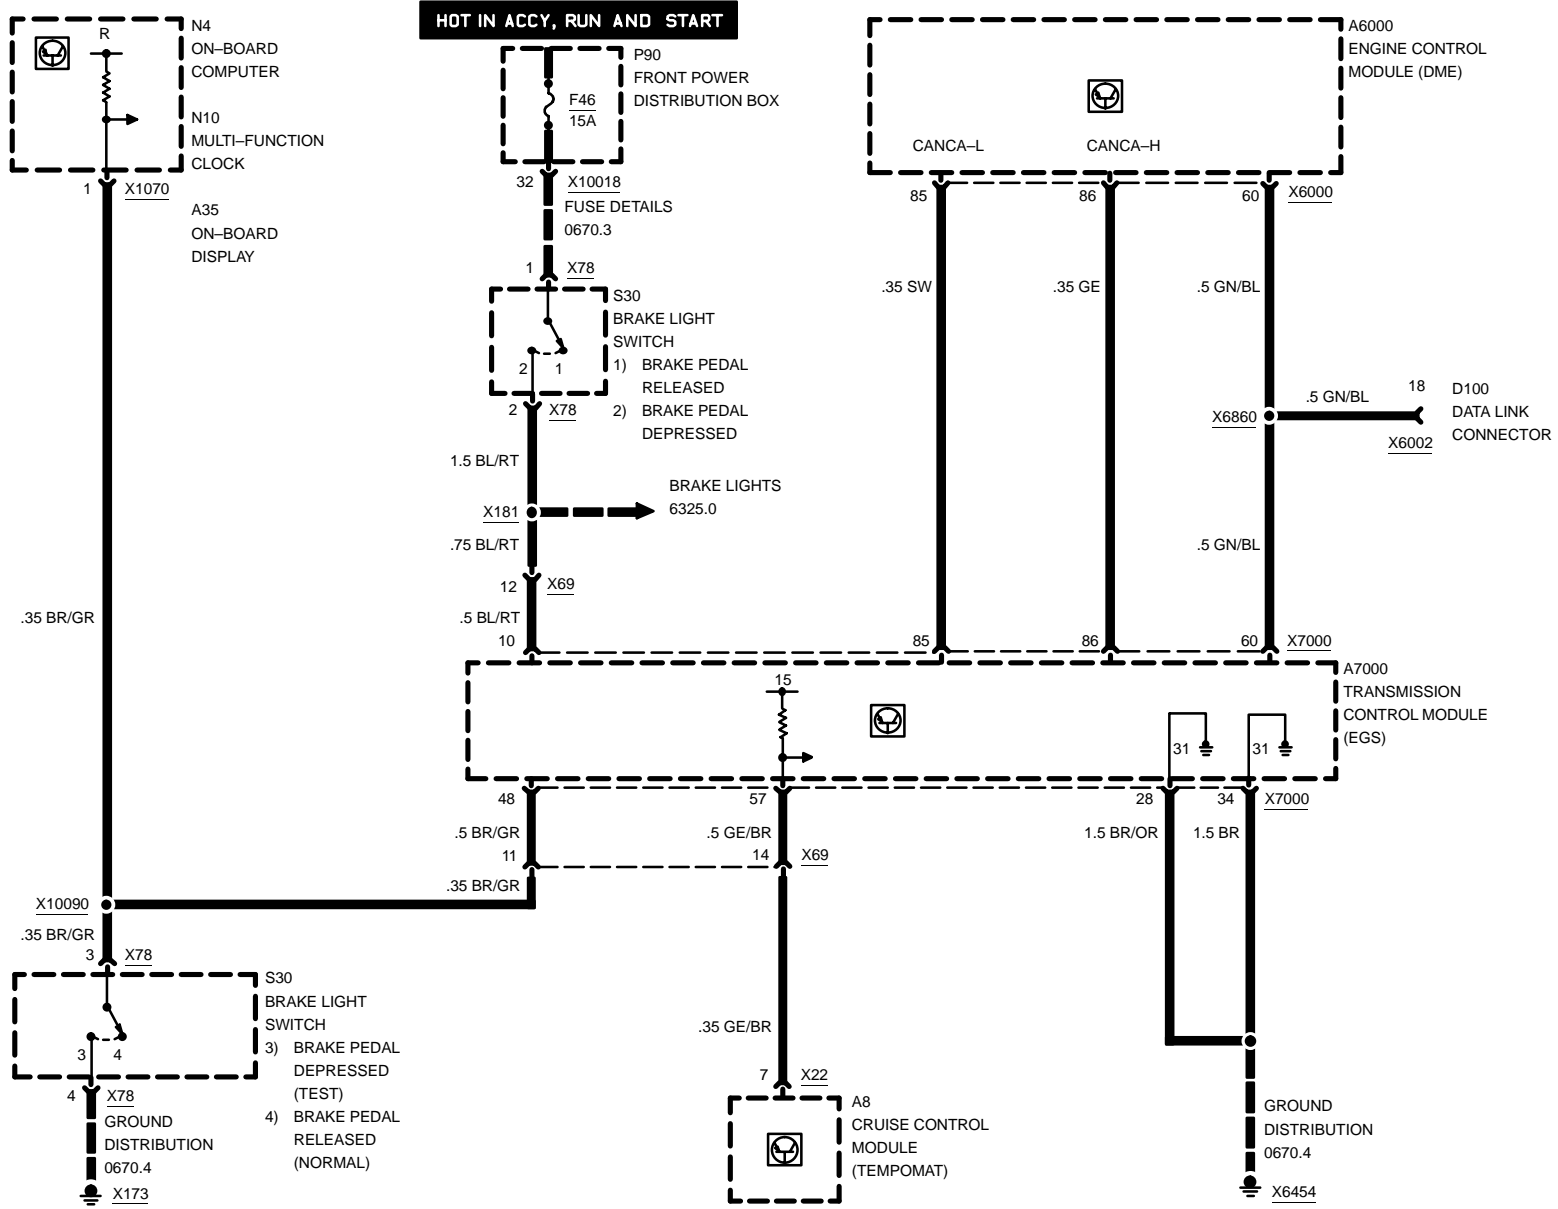 HOT IN ACCY, RUN AND START
N4
ON–BOARD
COMPUTER
R
N10
MULTI–FUNCTION
CLOCK
1 X1070
A35
ON–BOARD
DISPLAY
P90
FRONT POWER
DISTRIBUTION BOX
F46
15A
32 X10018
FUSE DETAILS
0670.3
1 X78
S30
BRAKE LIGHT
SWITCH
1) BRAKE PEDAL
RELEASED
2) BRAKE PEDAL
DEPRESSED
2 1
2 X78
1.5 BL/RT
X181
BRAKE LIGHTS
6325.0
.75 BL/RT
12 X69
.5 BL/RT
10
A6000
ENGINE CONTROL
MODULE (DME)
CANCA–L CANCA–H
85 86 60 X6000
.35 SW .35 GE .5 GN/BL
X6860
.5 GN/BL
18
D100
DATA LINK
CONNECTOR
X6002
.5 GN/BL
85 86 60 X7000
A7000
TRANSMISSION
CONTROL MODULE
(EGS)
15
31 31
48 57 28 34 X7000
.5 BR/GR .5 GE/BR 1.5 BR/OR 1.5 BR
11 14 X69
.35 BR/GR
.35 BR/GR
X10090
.35 BR/GR
3 X78
S30
BRAKE LIGHT
SWITCH
3) BRAKE PEDAL
DEPRESSED
(TEST)
4) BRAKE PEDAL
RELEASED
(NORMAL)
3 4
4 X78
GROUND
DISTRIBUTION
0670.4
X173
.35 GE/BR
7 X22
A8
CRUISE CONTROL
MODULE
(TEMPOMAT)
GROUND
DISTRIBUTION
0670.4
X6454